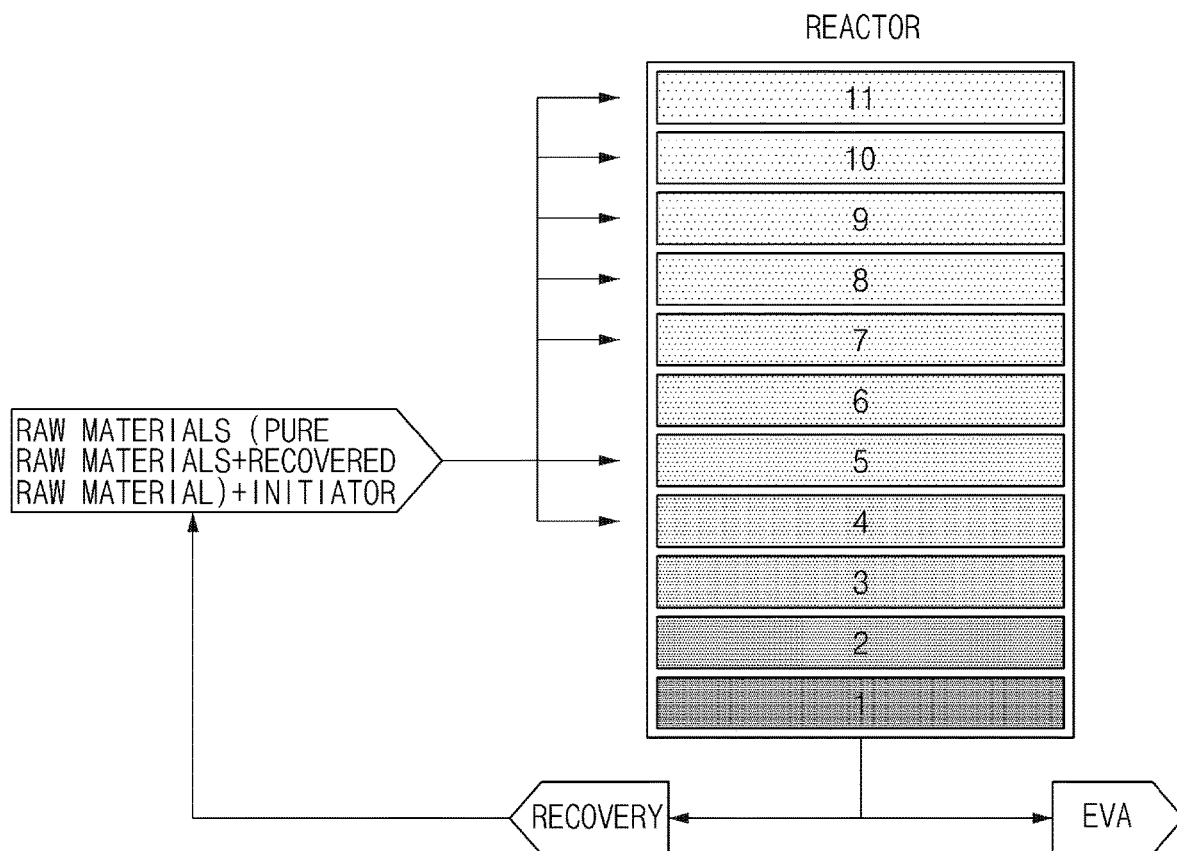 REACTOR
11
10
9
8
7
6
RAW MATERIALS (PURE
RAW MATERIALS+RECOVERED
RAW MATERIAL)+INITIATOR
5
4
3
2
1
RECOVERY
EVA